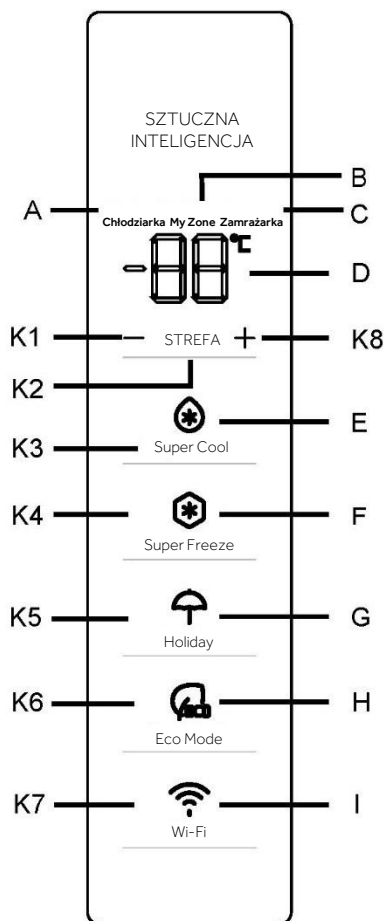 SZTUCZNA
INTELIGENCJA
B
A
C
Chłodziarka My Zone Zamrażarka
-88°C
D
K1
- STREFA +
K8
K2
E
K3
Super Cool
K4
F
Super Freeze
K5
G
Holiday
K6
ECO
H
Eco Mode
K7
I
Wi-Fi